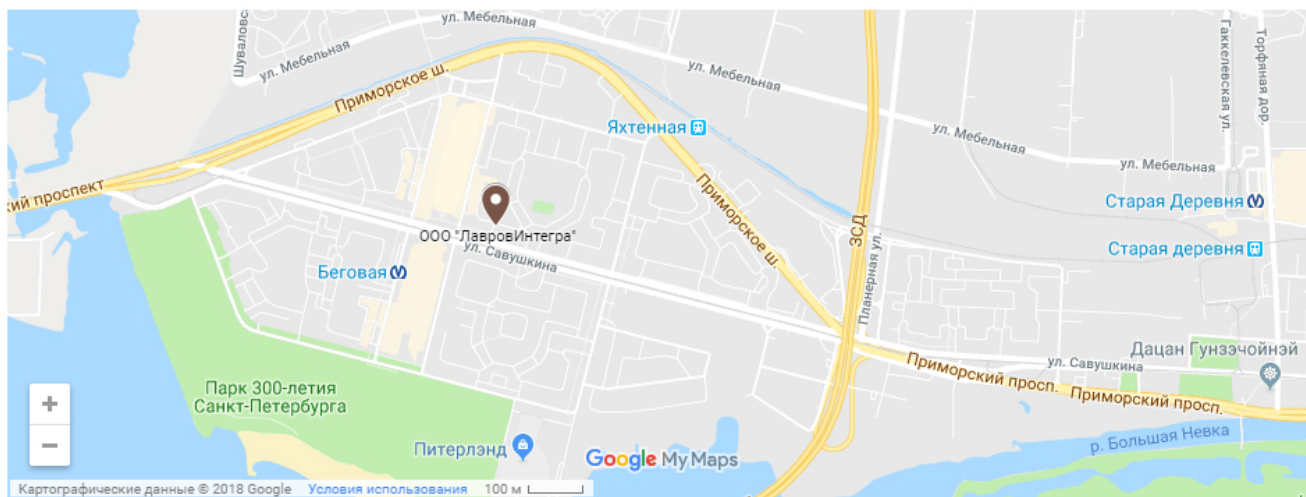 ул. Мебельная
Шуваловс
ул. Мебельная
Приморское ш.
ул. Мебельная
Гаккелевская ул.
Торфяная дор.
Яхтенная
ул. Мебельная
ул. Мебельная
кий проспект
Приморское ш.
ЗСД
Планерная ул.
Старая Деревня
Старая деревня
ООО "ЛавровИнтегра"
ул. Савушкина
Беговая
ул. Савушкина
Дацан Гунзэчойнэй
Приморский просп.
Приморский просп.
Парк 300-летия
Санкт-Петербурга
+
−
Питерлэнд
р. Большая Невка
Google My Maps
Картографические данные © 2018 Google Условия использования 100 м